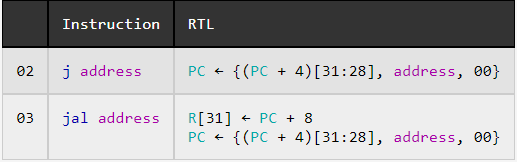 Instruction RTL
02 j address PC ← {(PC + 4)[31:28], address, 00}
03 jal address R[31] ← PC + 8
PC ← {(PC + 4)[31:28], address, 00}